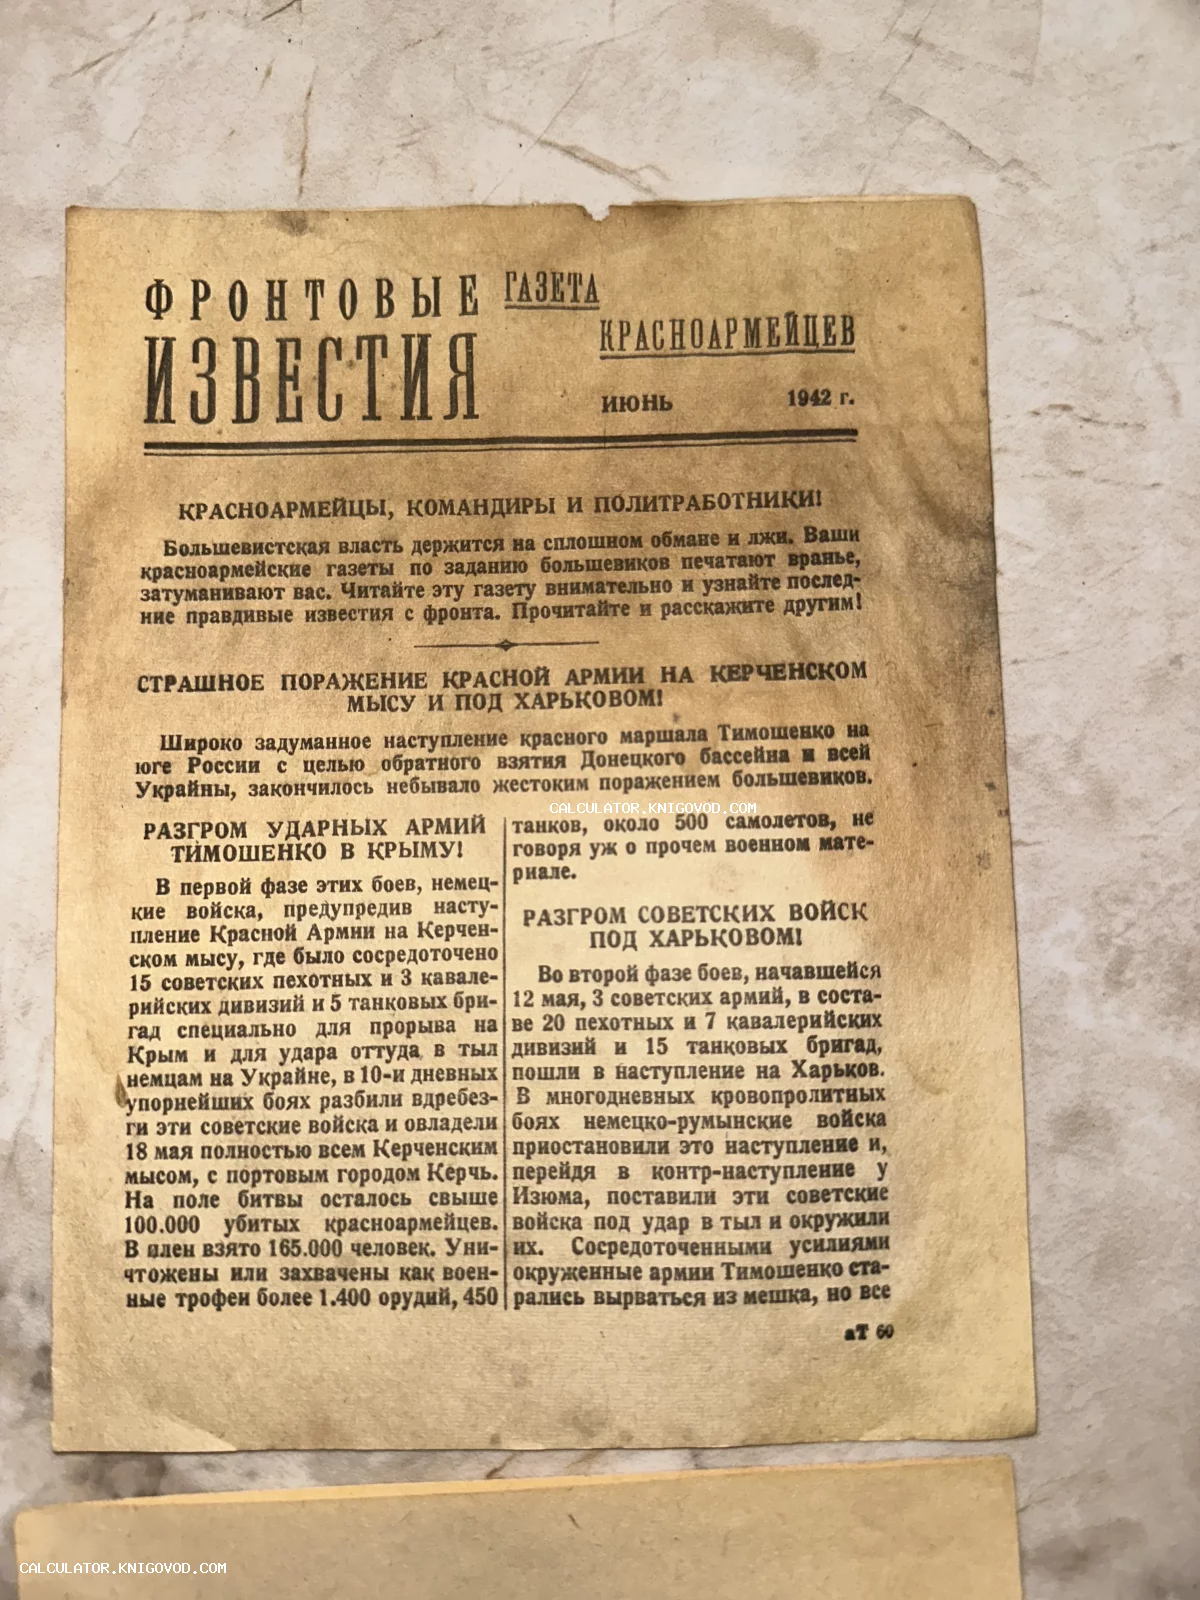 ФРОНТОВЫЕ
ИЗВЕСТИЯ
ГАЗЕТА
КРАСНОАРМЕЙЦЕВ
ИЮНЬ 1942 г.
КРАСНОАРМЕЙЦЫ, КОМАНДИРЫ И ПОЛИТРАБОТНИКИ!
Большевистская власть держится на сплошном обмане и лжи. Ваши
красноармейские газеты по заданию большевиков печатают вранье,
затуманивают вас. Читайте эту газету внимательно и узнайте послед-
ние правдивые известия с фронта. Прочитайте и расскажите другим!
СТРАШНОЕ ПОРАЖЕНИЕ КРАСНОЙ АРМИИ НА КЕРЧЕНСКОМ
МЫСУ И ПОД ХАРЬКОВОМ!
Широко задуманное наступление красного маршала Тимошенко на
юге России с целью обратного взятия Донецкого бассейна и всей
Украйны, закончилось небывало жестоким поражением большевиков.
РАЗГРОМ УДАРНЫХ АРМИЙ
ТИМОШЕНКО В КРЫМУ!
В первой фазе этих боев, немец-
кие войска, предупредив насту-
пление Красной Армии на Керчен-
ском мысу, где было сосредоточено
15 советских пехотных и 3 кавале-
рийских дивизий и 5 танковых бри-
гад специально для прорыва на
Крым и для удара оттуда в тыл
немцам на Украйне, в 10-и дневных
упорнейших боях разбили вдребез-
ги эти советские войска и овладели
18 мая полностью всем Керченским
мысом, с портовым городом Керчь.
На поле битвы осталось свыше
100.000 убитых красноармейцев.
В плен взято 165.000 человек. Уни-
чтожены или захвачены как воен-
ные трофеи более 1.400 орудий, 450
танков, около 500 самолетов, не
говоря уж о прочем военном мате-
риале.
РАЗГРОМ СОВЕТСКИХ ВОЙСК
ПОД ХАРЬКОВОМ!
Во второй фазе боев, начавшейся
12 мая, 3 советских армий, в соста-
ве 20 пехотных и 7 кавалерийских
дивизий и 15 танковых бригад,
пошли в наступление на Харьков.
В многодневных кровопролитных
боях немецко-румынские войска
приостановили это наступление и,
перейдя в контр-наступление у
Изюма, поставили эти советские
войска под удар в тыл и окружили
их. Сосредоточенными усилиями
окруженные армии Тимошенко ста-
рались вырваться из мешка, но все
аТ 60
CALCULATOR.KNIGOVOD.COM
CALCULATOR.KNIGOVOD.COM